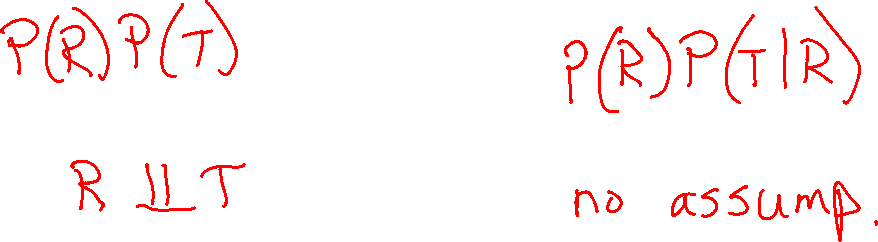 P(R)P(T)
P(R)P(T|R)
R ⫫ T
no assump.